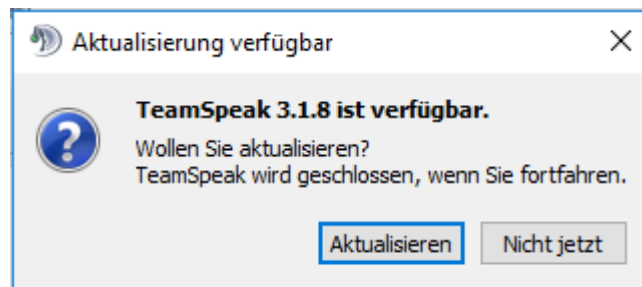 Aktualisierung verfügbar
TeamSpeak 3.1.8 ist verfügbar.
Wollen Sie aktualisieren?
TeamSpeak wird geschlossen, wenn Sie fortfahren.
Aktualisieren Nicht jetzt